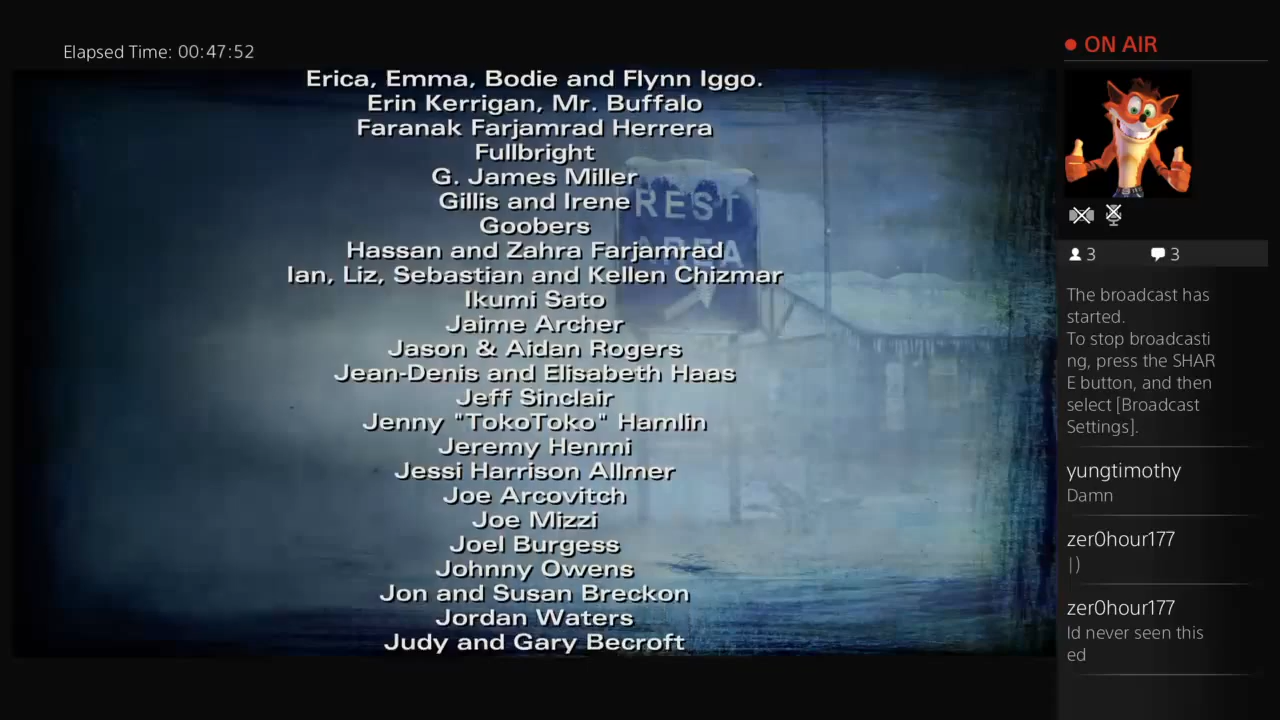 Elapsed Time: 00:47:52
ON AIR
Erica, Emma, Bodie and Flynn Iggo.
Erin Kerrigan, Mr. Buffalo
Faranak Farjamrad Herrera
Fullbright
G. James Miller
Gillis and Irene
Goobers
Hassan and Zahra Farjamrad
Ian, Liz, Sebastian and Kellen Chizmar
Ikumi Sato
Jaime Archer
Jason & Aidan Rogers
Jean-Denis and Elisabeth Haas
Jeff Sinclair
Jenny "TokoToko" Hamlin
Jeremy Henmi
Jessi Harrison Allmer
Joe Arcovitch
Joe Mizzi
Joel Burgess
Johnny Owens
Jon and Susan Breckon
Jordan Waters
Judy and Gary Becroft
REST
AREA
3 3
The broadcast has
started.
To stop broadcasti
ng, press the SHAR
E button, and then
select [Broadcast
Settings].
yungtimothy
Damn
zer0hour177
|)
zer0hour177
Id never seen this
ed